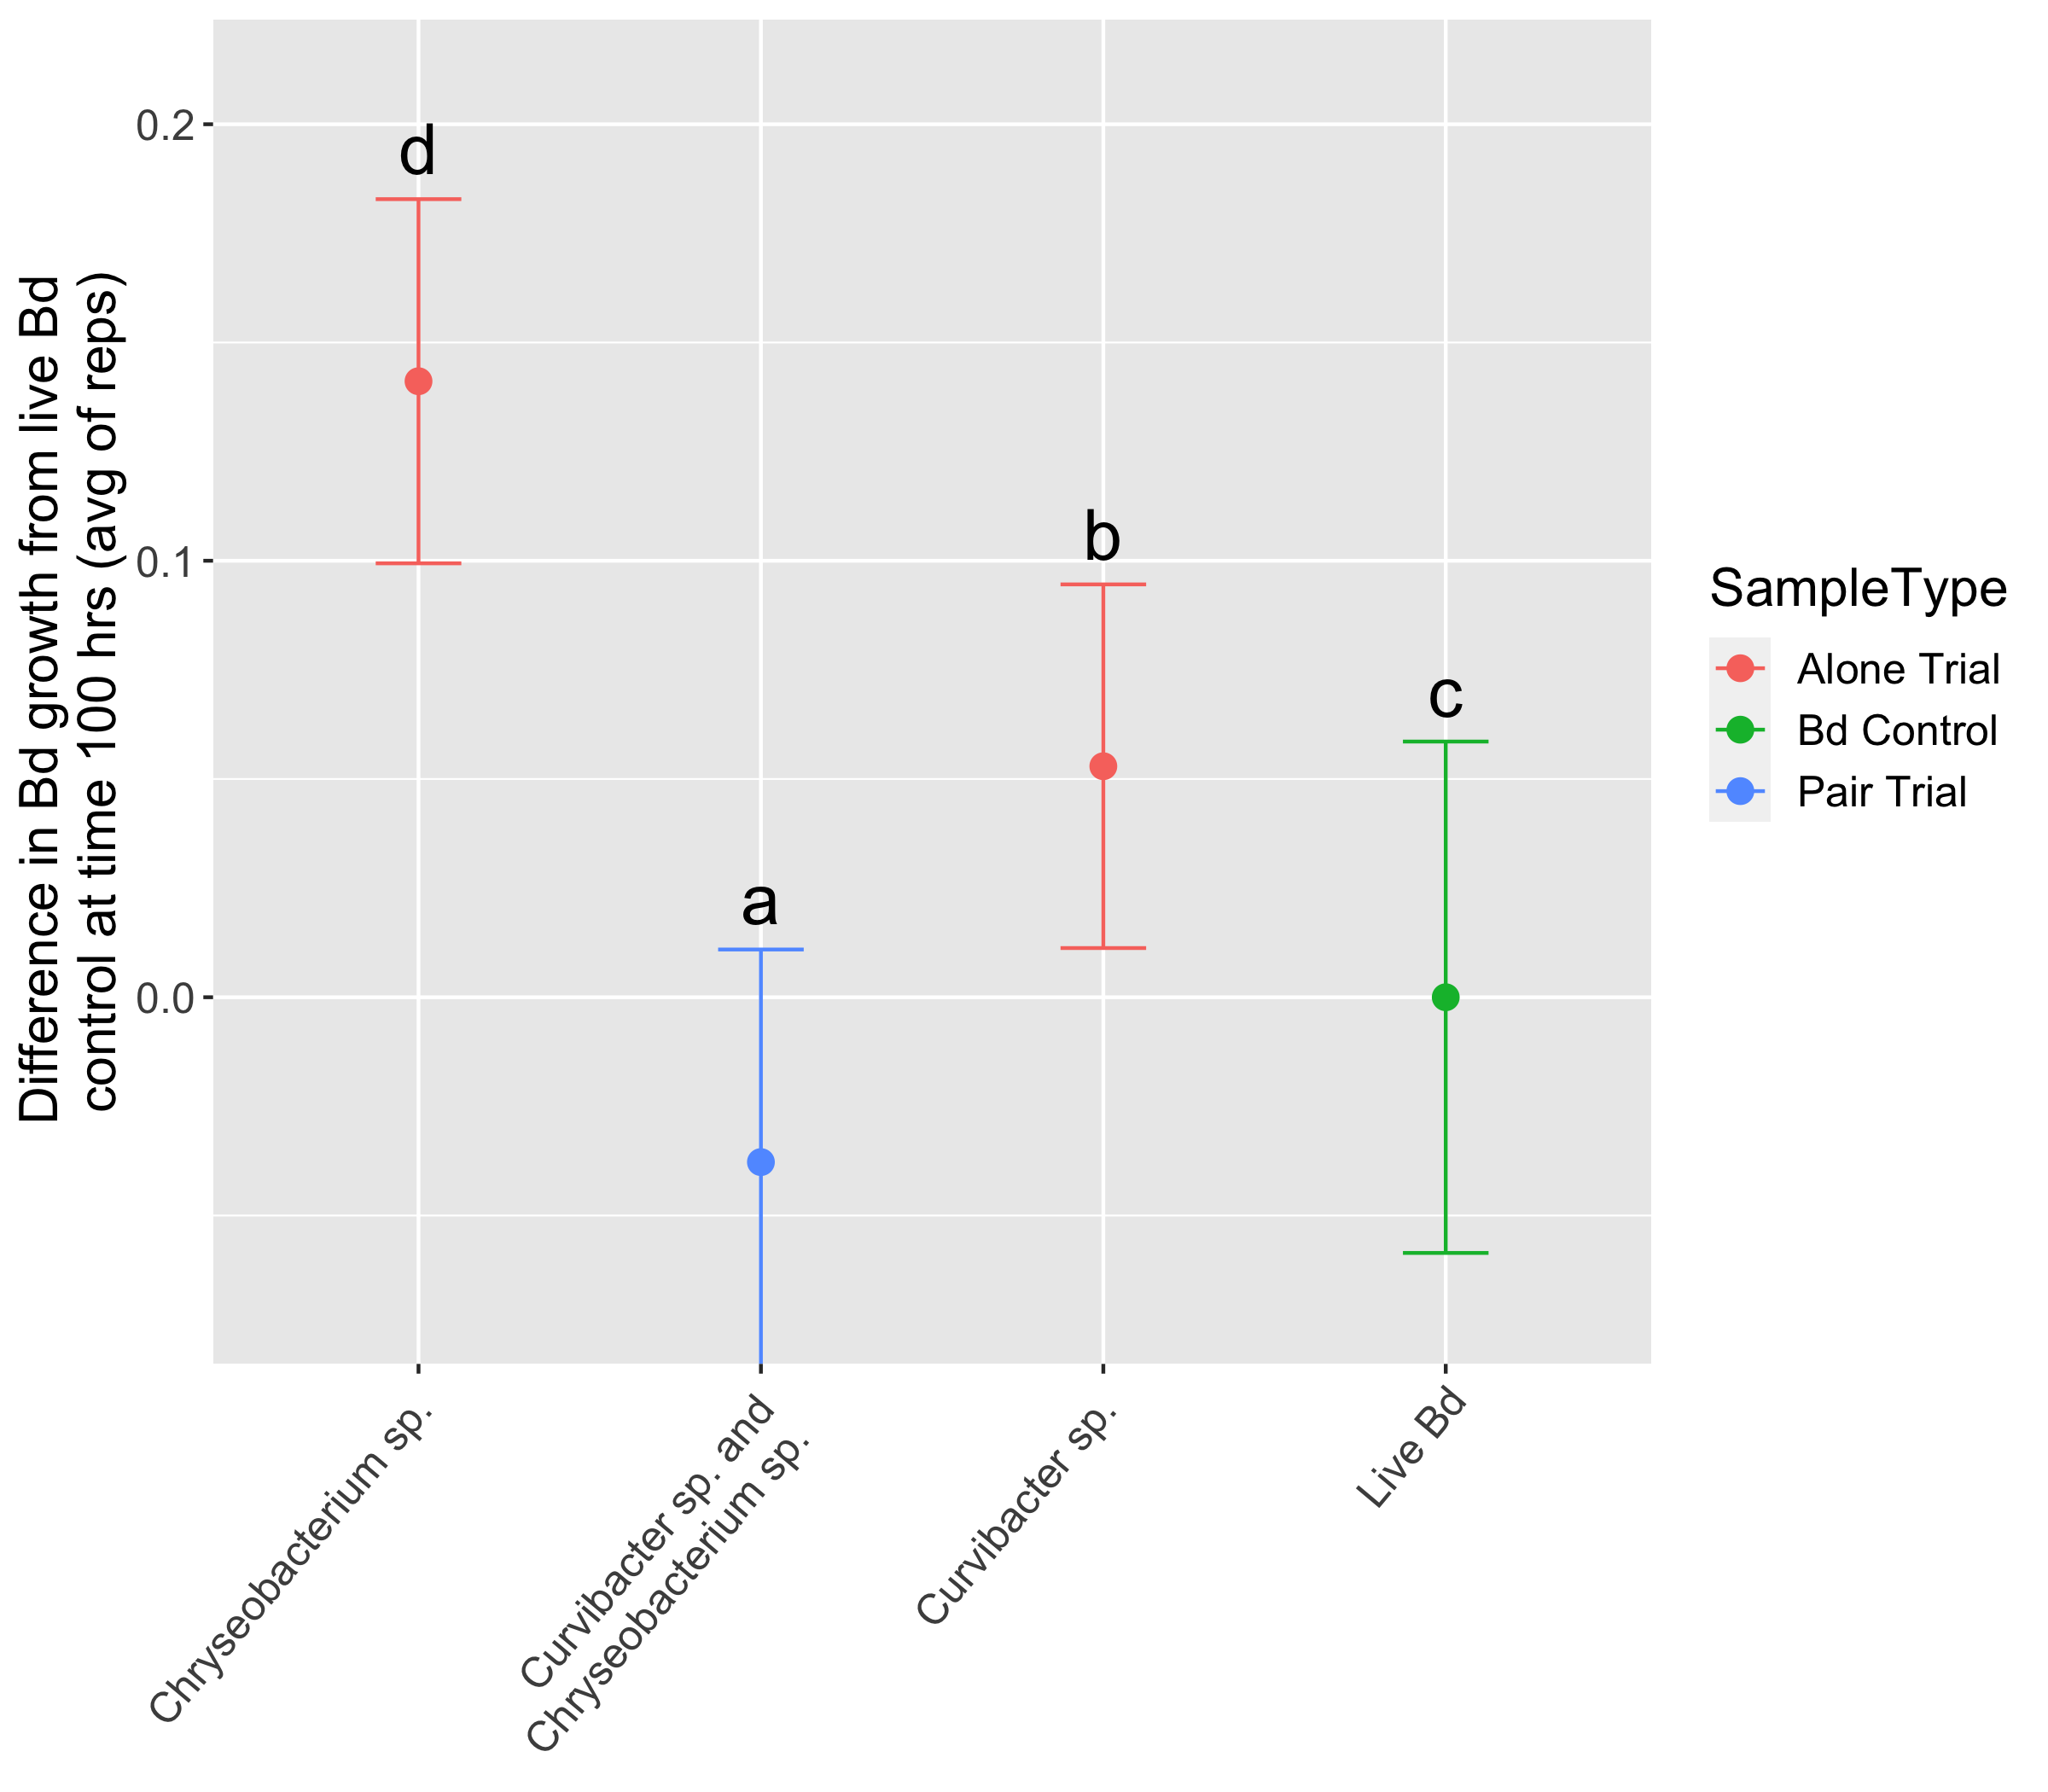 Difference in Bd growth from live Bd
control at time 100 hrs (avg of reps)
0.2
0.1
0.0
d
a
b
c
Chryseobacterium sp.
Curvibacter sp. and
Chryseobacterium sp.
Curvibacter sp.
Live Bd
SampleType
Alone Trial
Bd Control
Pair Trial